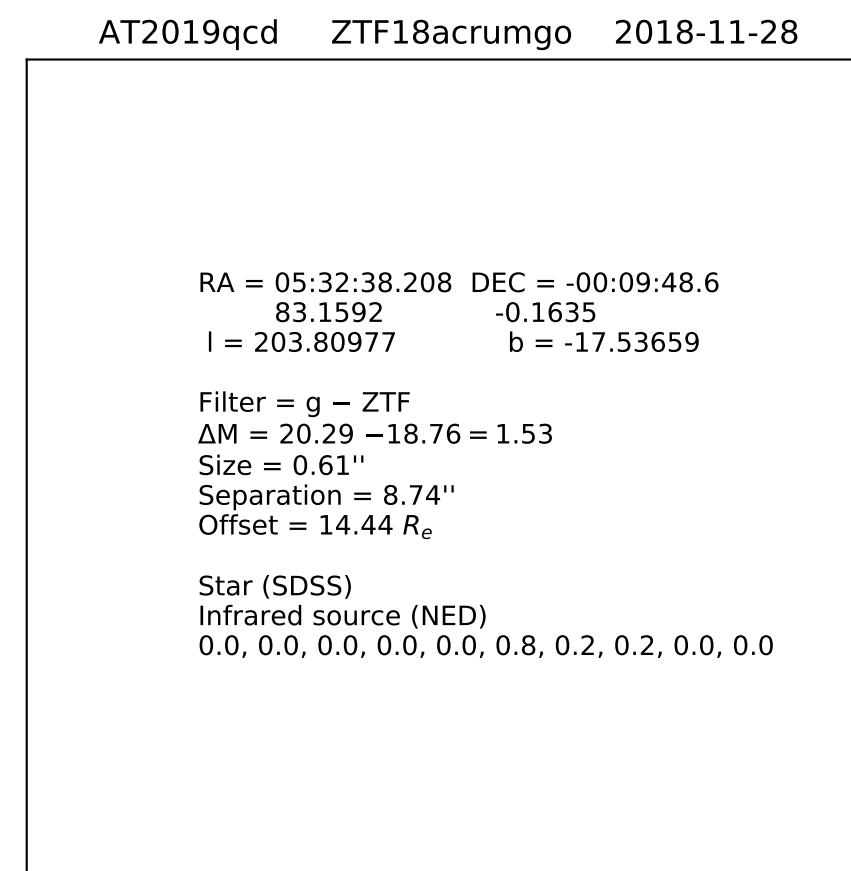 AT2019qcd ZTF18acrumgo 2018-11-28
RA = 05:32:38.208 DEC = -00:09:48.6
83.1592 -0.1635
l = 203.80977 b = -17.53659
Filter = g − ZTF
ΔM = 20.29 −18.76 = 1.53
Size = 0.61''
Separation = 8.74''
Offset = 14.44 Rₑ
Star (SDSS)
Infrared source (NED)
0.0, 0.0, 0.0, 0.0, 0.0, 0.8, 0.2, 0.2, 0.0, 0.0